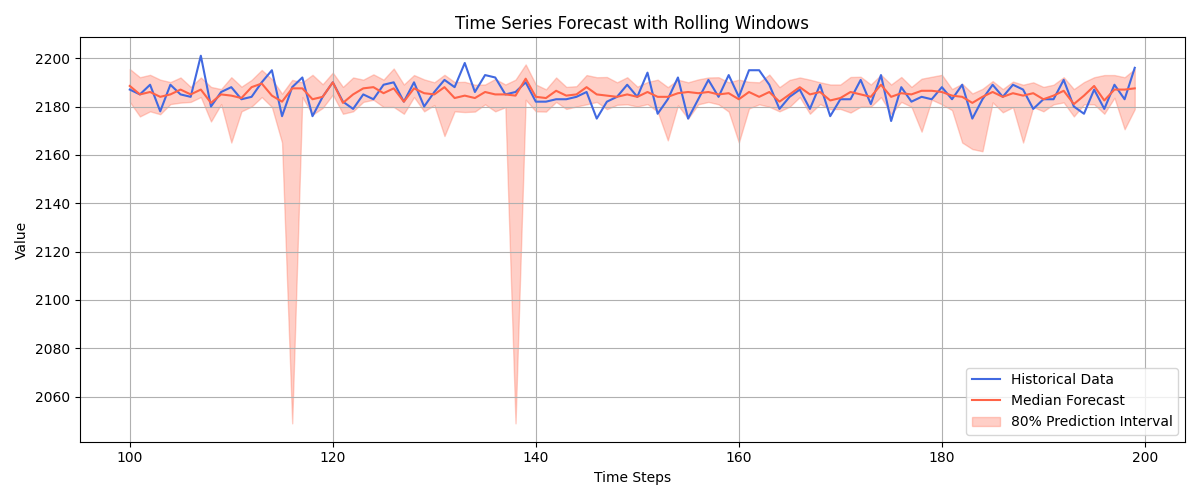 Time Series Forecast with Rolling Windows
Value
2200
2180
2160
2140
2120
2100
2080
2060
Historical Data
Median Forecast
80% Prediction Interval
100 120 140 160 180 200
Time Steps